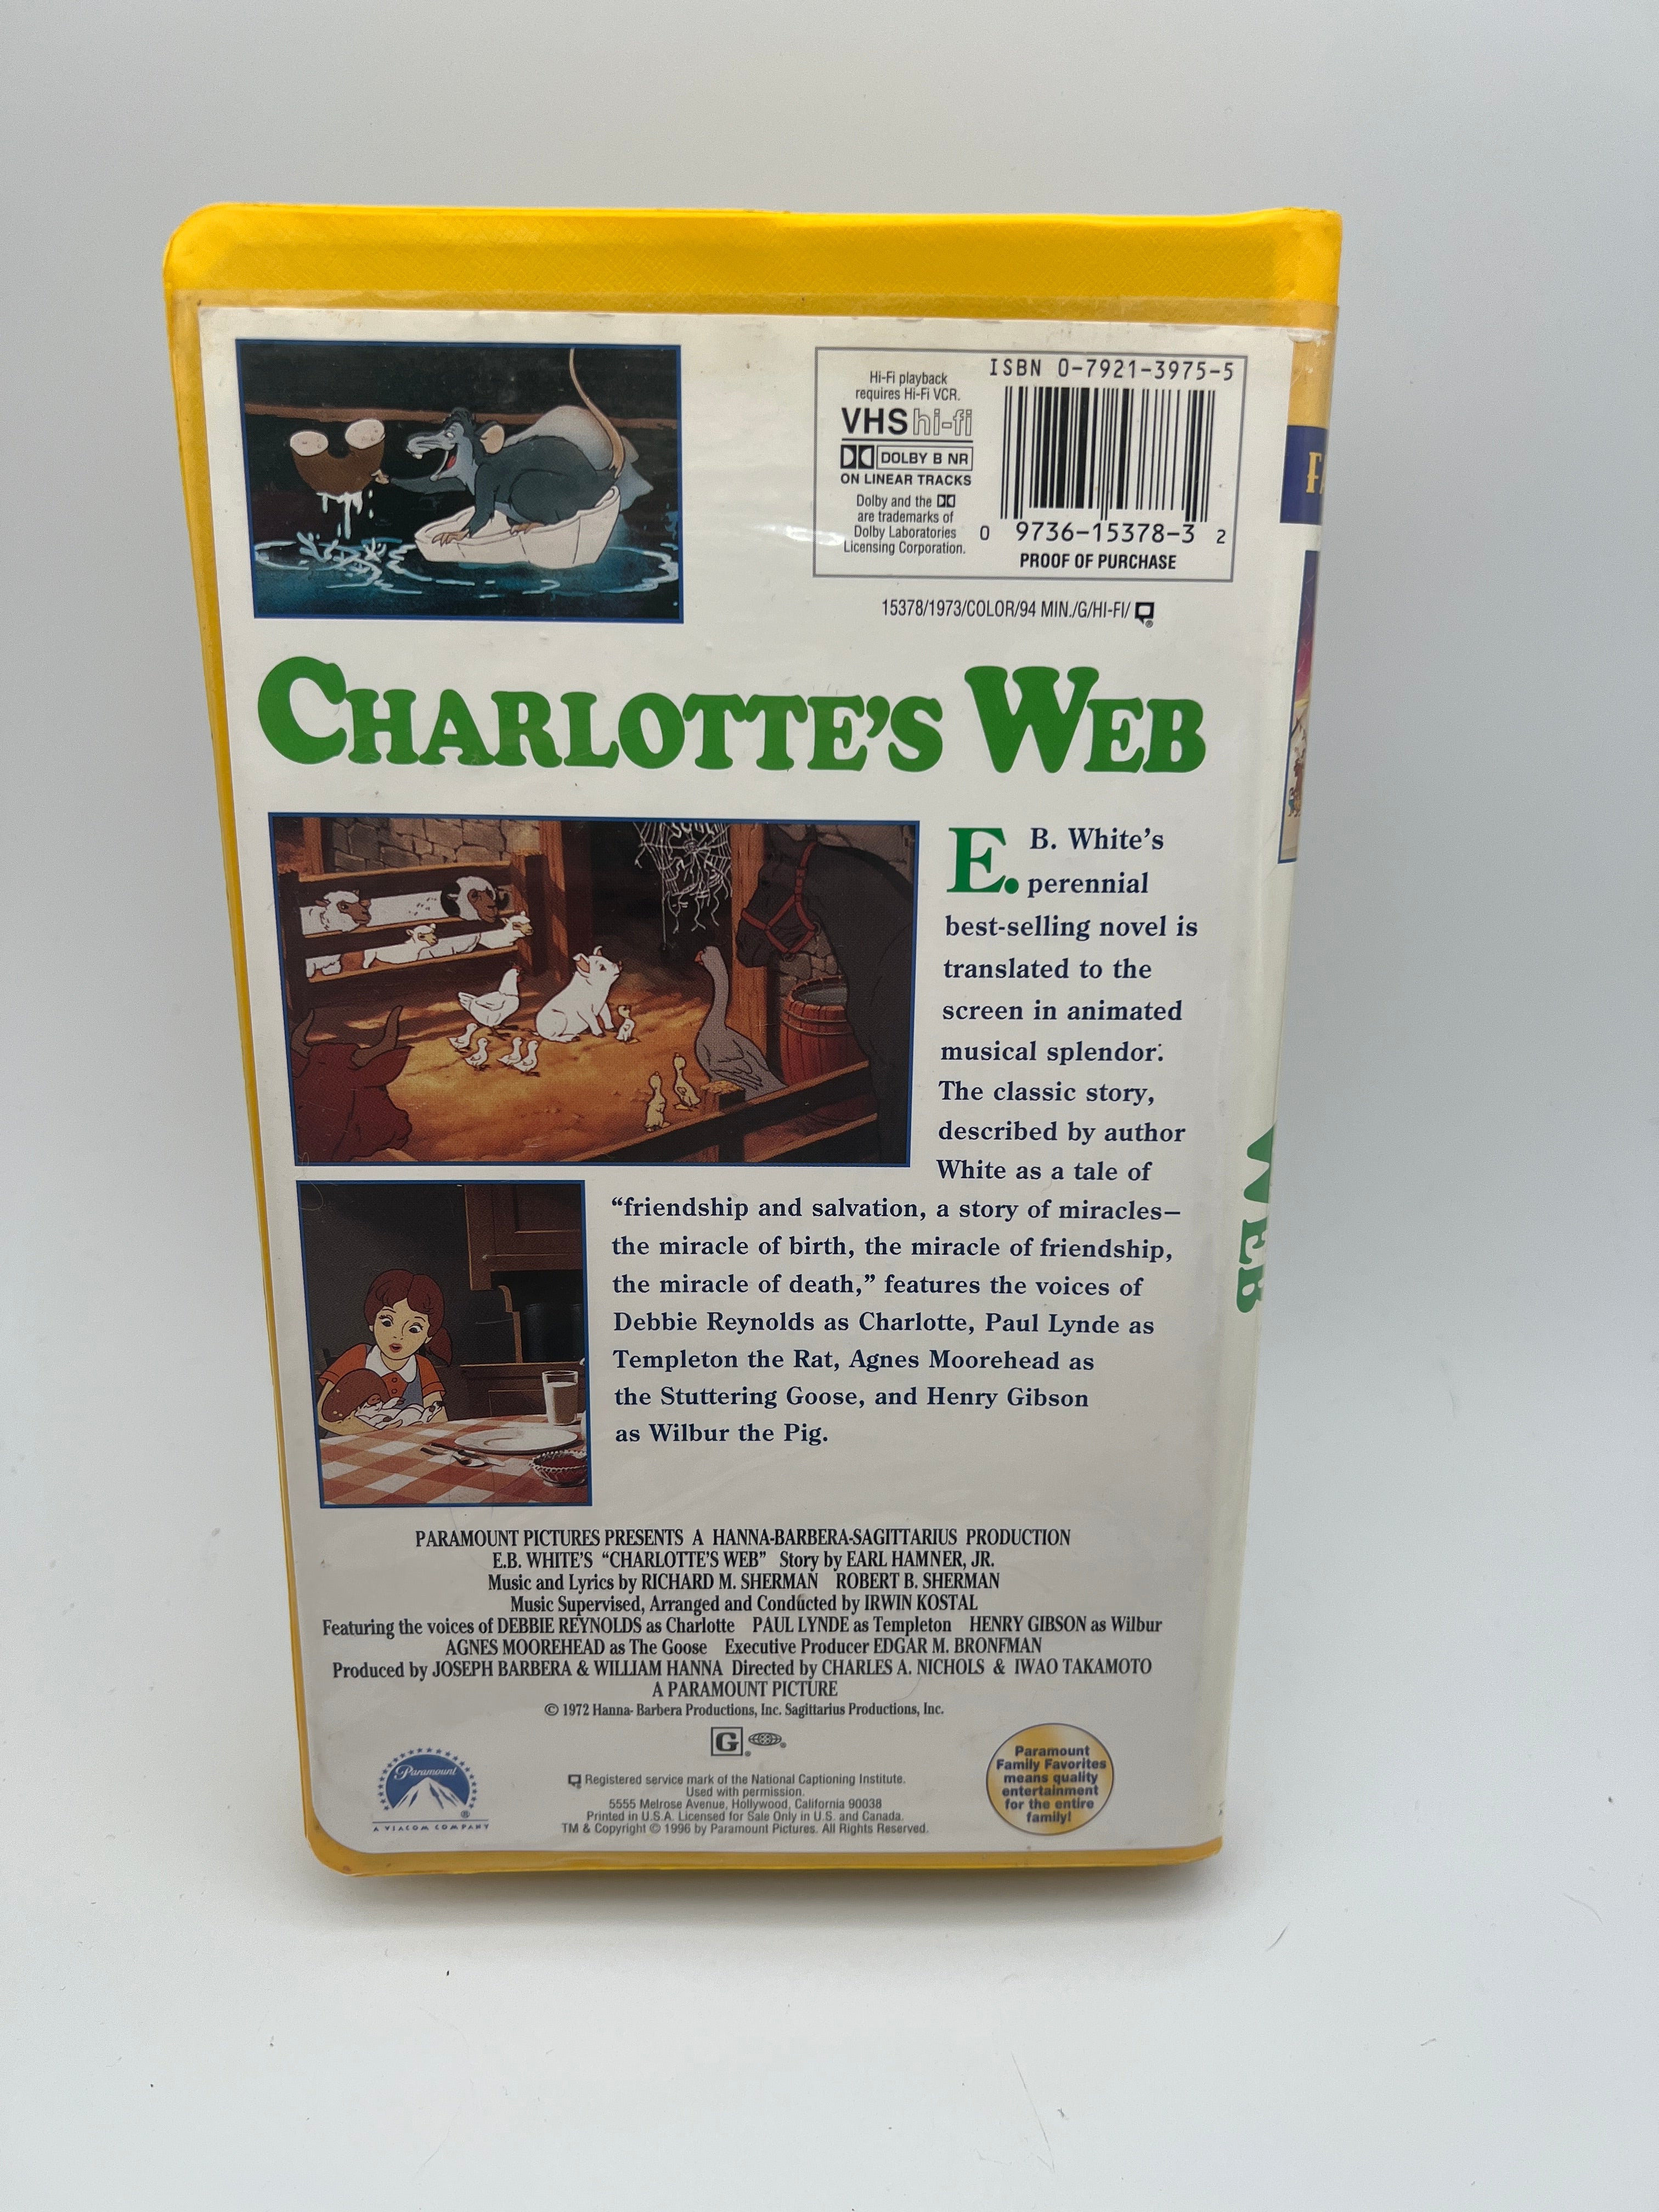 Hi-Fi playback
requires Hi-Fi VCR.
VHS hi-fi
DOLBY B NR
ON LINEAR TRACKS
Dolby and the
are trademarks of
Dolby Laboratories
Licensing Corporation.
ISBN 0-7921-3975-5
0 9736-15378-3 2
PROOF OF PURCHASE
15378/1973/COLOR/94 MIN./G/HI-FI/
CHARLOTTE'S WEB
E. B. White's
perennial
best-selling novel is
translated to the
screen in animated
musical splendor.
The classic story,
described by author
White as a tale of
“friendship and salvation, a story of miracles—
the miracle of birth, the miracle of friendship,
the miracle of death,” features the voices of
Debbie Reynolds as Charlotte, Paul Lynde as
Templeton the Rat, Agnes Moorehead as
the Stuttering Goose, and Henry Gibson
as Wilbur the Pig.
PARAMOUNT PICTURES PRESENTS A HANNA-BARBERA-SAGITTARIUS PRODUCTION
E.B. WHITE'S “CHARLOTTE'S WEB” Story by EARL HAMNER, JR.
Music and Lyrics by RICHARD M. SHERMAN ROBERT B. SHERMAN
Music Supervised, Arranged and Conducted by IRWIN KOSTAL
Featuring the voices of DEBBIE REYNOLDS as Charlotte PAUL LYNDE as Templeton HENRY GIBSON as Wilbur
AGNES MOOREHEAD as The Goose Executive Producer EDGAR M. BRONFMAN
Produced by JOSEPH BARBERA & WILLIAM HANNA Directed by CHARLES A. NICHOLS & IWAO TAKAMOTO
A PARAMOUNT PICTURE
© 1972 Hanna-Barbera Productions, Inc. Sagittarius Productions, Inc.
G
Paramount
A VIACOM COMPANY
Registered service mark of the National Captioning Institute.
Used with permission.
5555 Melrose Avenue, Hollywood, California 90038
Printed in U.S.A. Licensed for Sale Only in U.S. and Canada.
TM & Copyright © 1996 by Paramount Pictures. All Rights Reserved.
Paramount
Family Favorites
means quality
entertainment
for the entire
family!
WEB